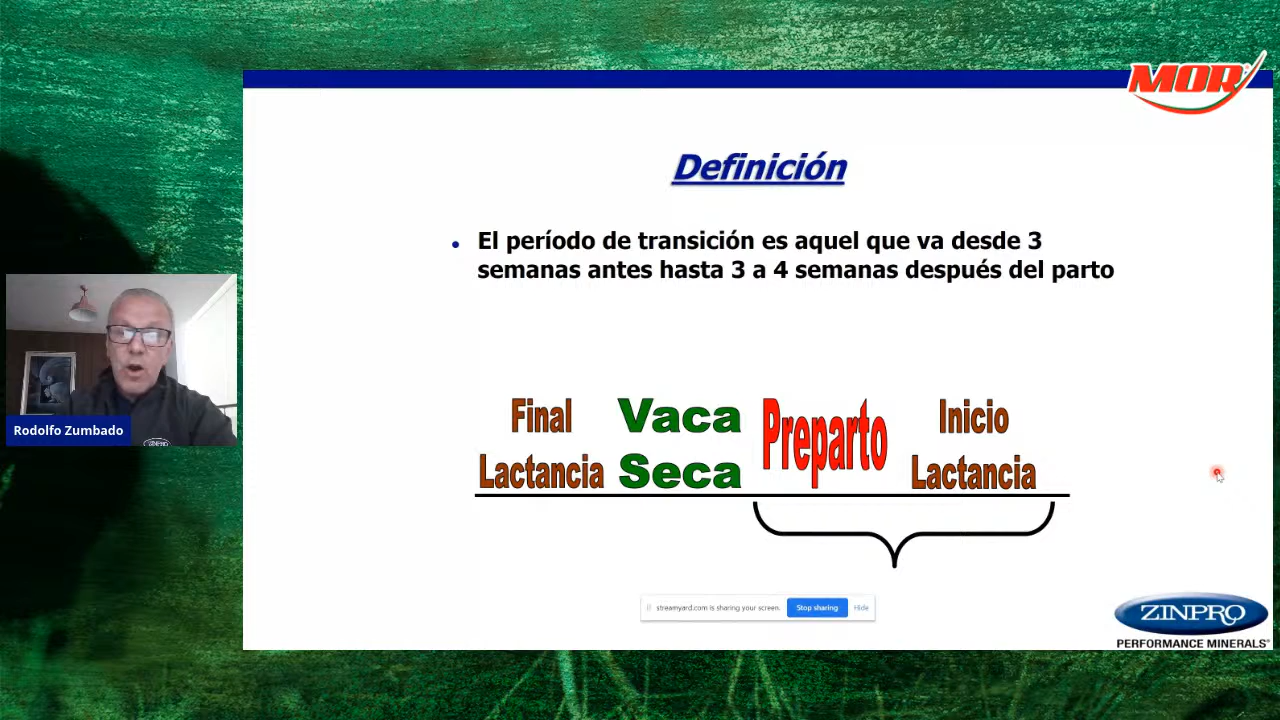 MOR
Definición
• El período de transición es aquel que va desde 3
semanas antes hasta 3 a 4 semanas después del parto
Final
Lactancia
Vaca
Seca
Preparto
Inicio
Lactancia
Rodolfo Zumbado
ZINPRO
streamyard.com is sharing your screen. Stop sharing Hide
ZINPRO
PERFORMANCE MINERALS®